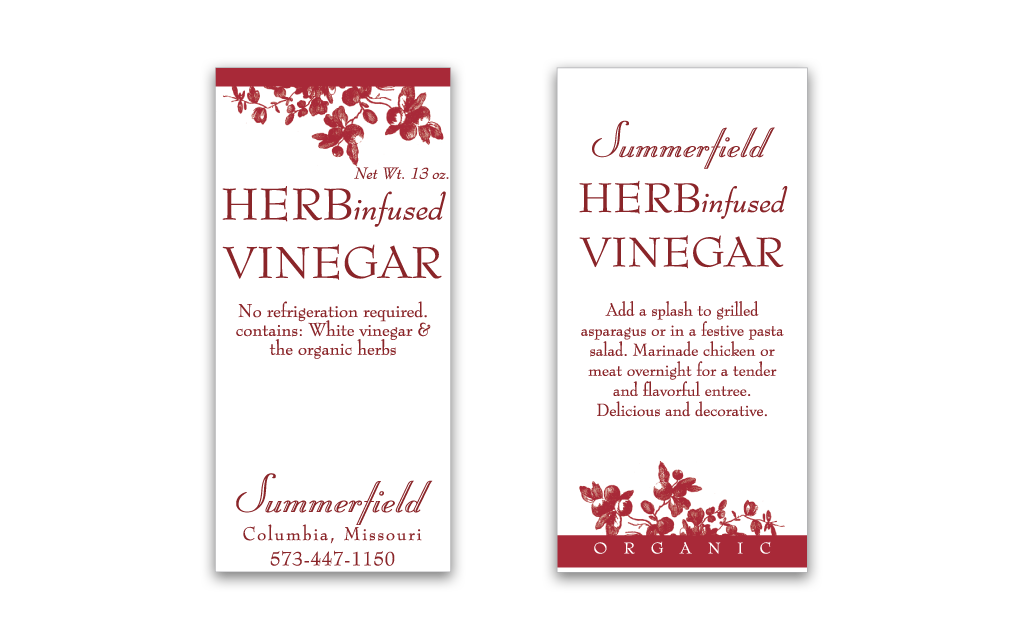 Net Wt. 13 oz.
HERBinfused
VINEGAR
No refrigeration required.
contains: White vinegar &
the organic herbs
Summerfield
Columbia, Missouri
573-447-1150
Summerfield
HERBinfused
VINEGAR
Add a splash to grilled
asparagus or in a festive pasta
salad. Marinade chicken or
meat overnight for a tender
and flavorful entree.
Delicious and decorative.
ORGANIC